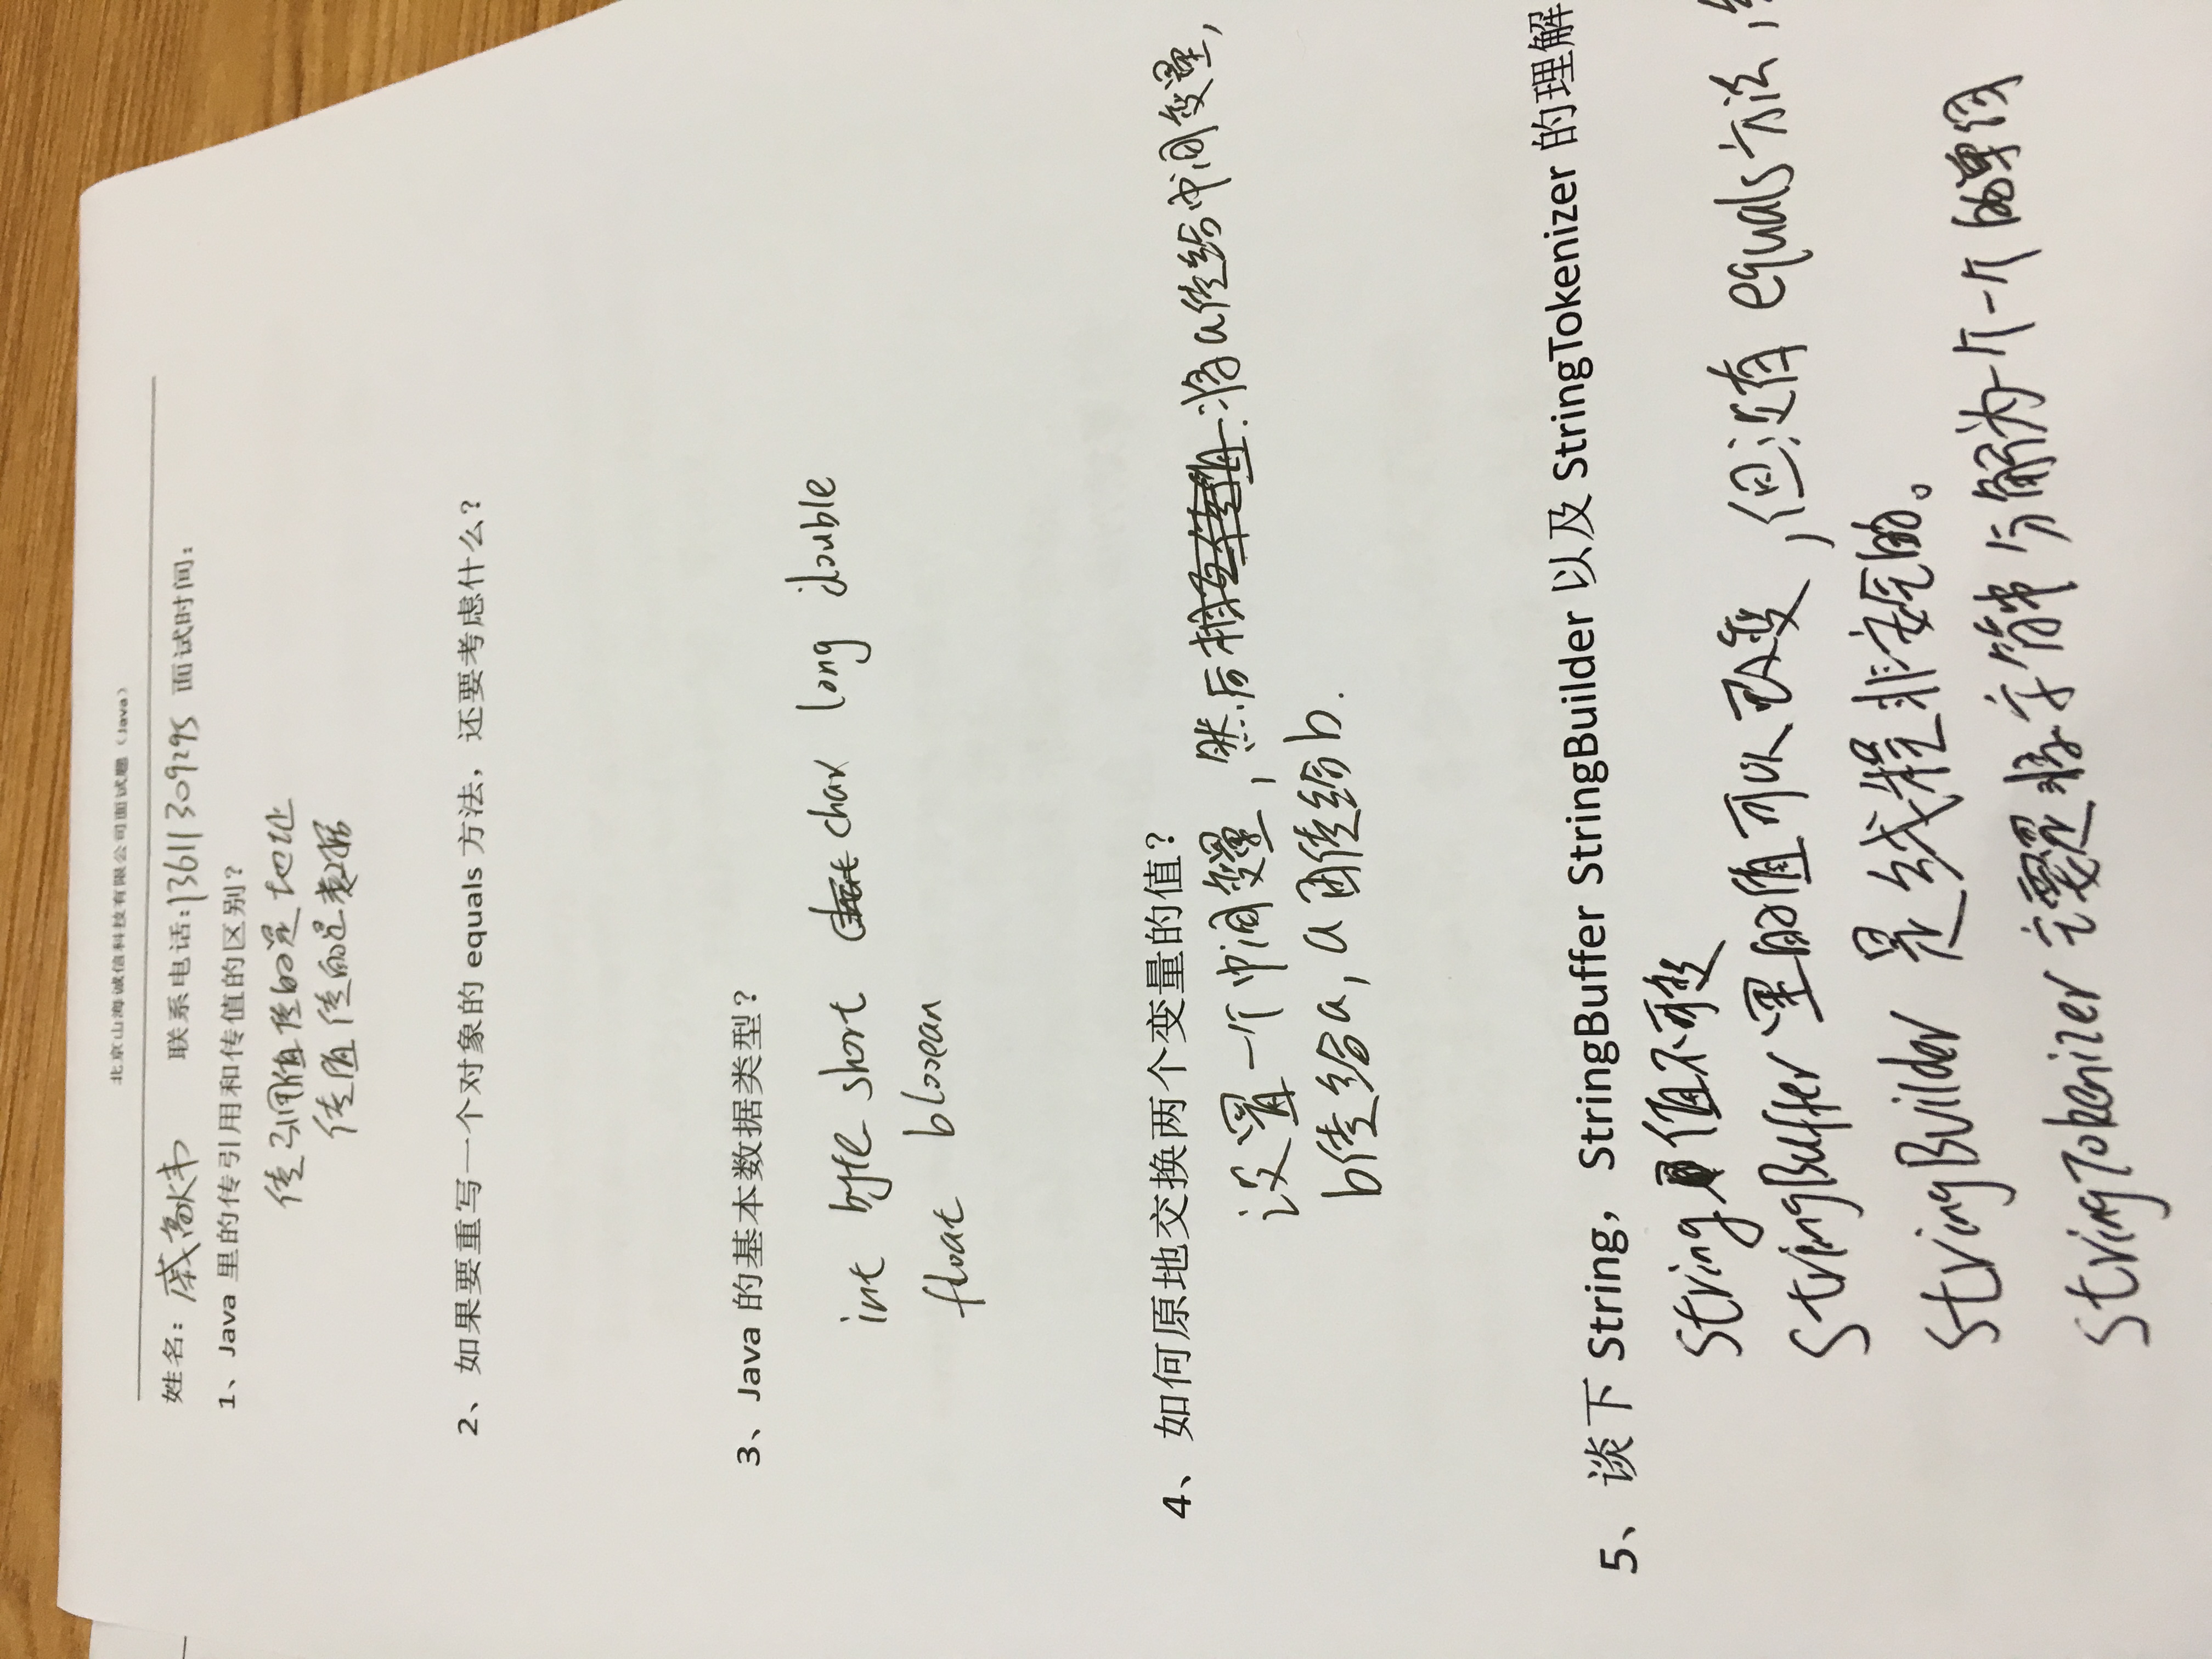 北京山海诚信科技有限公司面试题（Java）
姓名：戚高炜 联系电话：13611309295 面试时间：
1、Java 里的传引用和传值的区别？
传引用值传的是地址
传值传的是数据
2、如果要重写一个对象的 equals 方法，还要考虑什么？
3、Java 的基本数据类型？
int byte short char long double
float blooean
4、如何原地交换两个变量的值？
设置一个中间变量，然后将a传给中间变量，
b传给a，a再传给b.
5、谈下 String，StringBuffer StringBuilder 以及 StringTokenizer 的理解
String 值不可变
StringBuffer 里的值可以改变，但没有 equals方法，
StringBuilder 是线程非安全的。
StringTokenizer 主要是将字符串分解为一个一个的单词